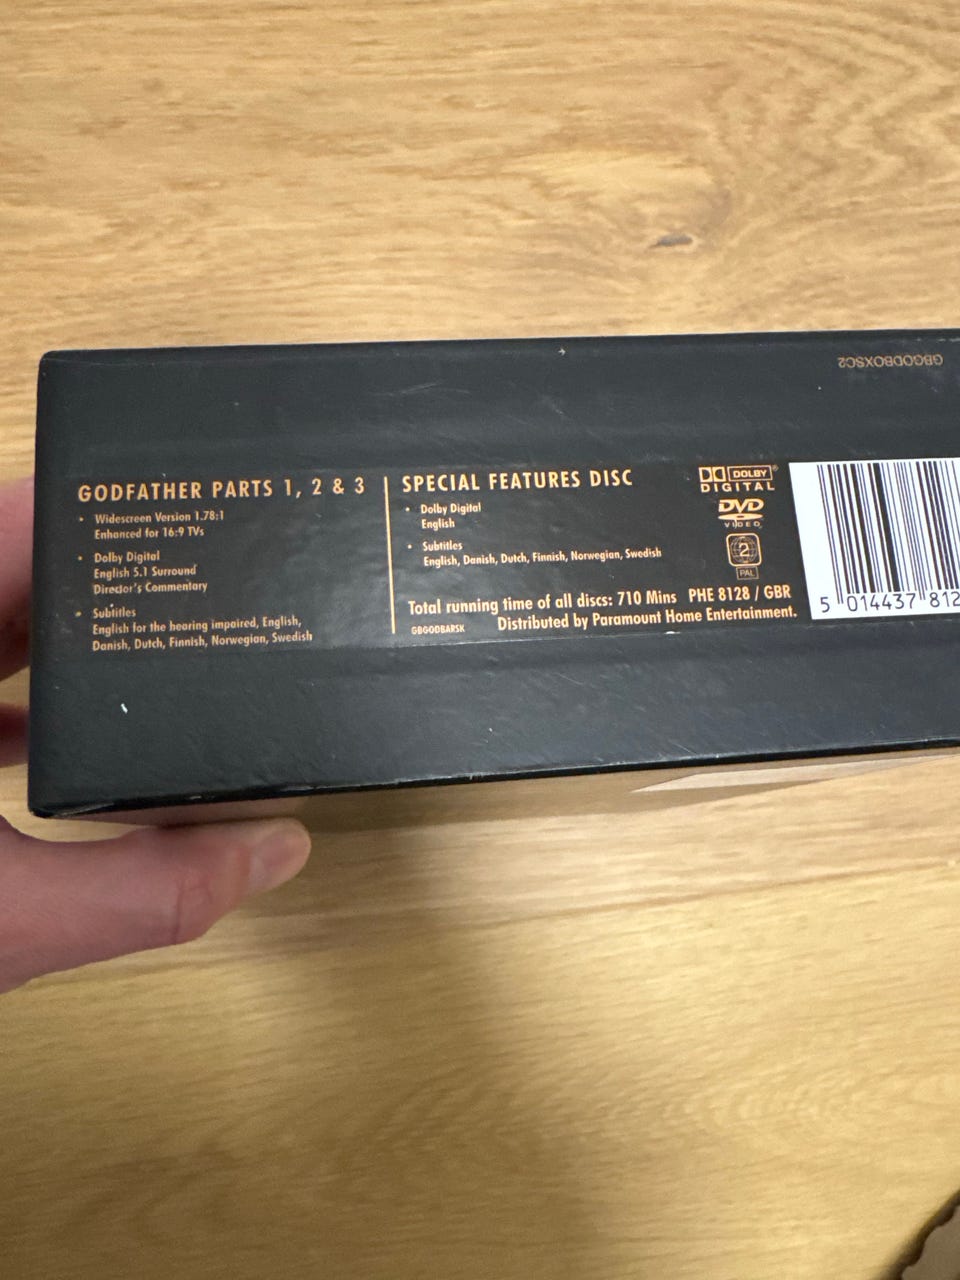 GBGODBOXSC2
GODFATHER PARTS 1, 2 & 3
• Widescreen Version 1.78:1
Enhanced for 16:9 TVs
• Dolby Digital
English 5.1 Surround
Director's Commentary
• Subtitles
English for the hearing impaired, English,
Danish, Dutch, Finnish, Norwegian, Swedish
SPECIAL FEATURES DISC
• Dolby Digital
English
• Subtitles
English, Danish, Dutch, Finnish, Norwegian, Swedish
Total running time of all discs: 710 Mins PHE 8128 / GBR
GBGODBARSK Distributed by Paramount Home Entertainment.
DOLBY®
DIGITAL
DVD
VIDEO
2
PAL
5 014437 812